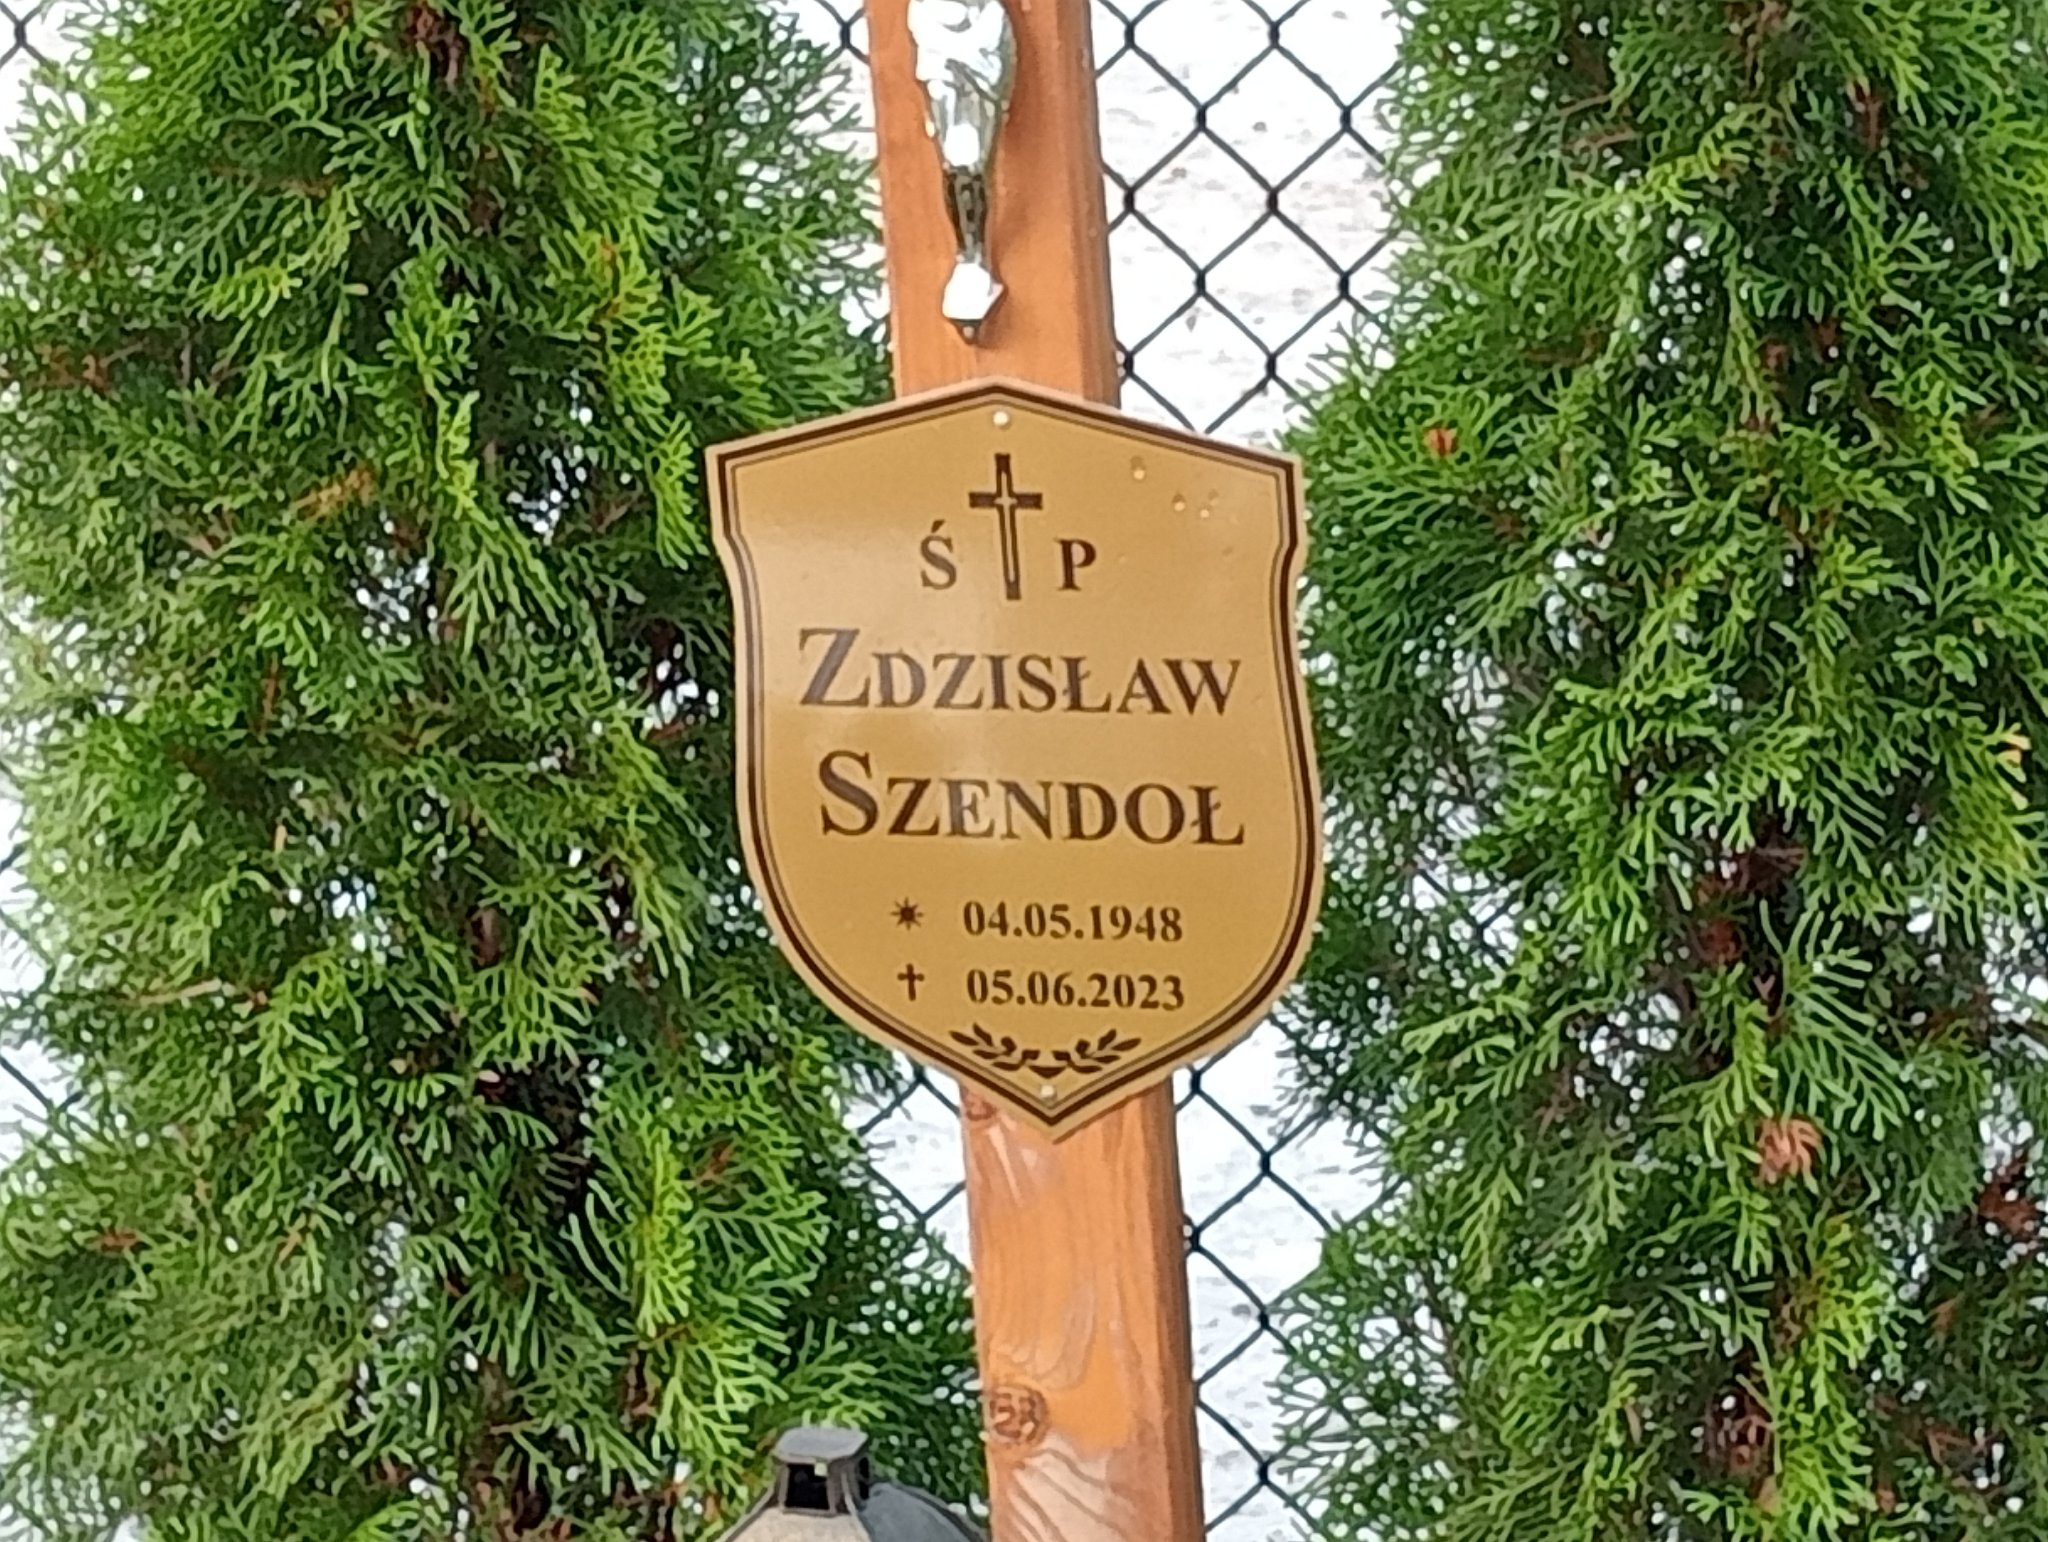 Ś P
ZDZISŁAW
SZENDOŁ
04.05.1948
05.06.2023